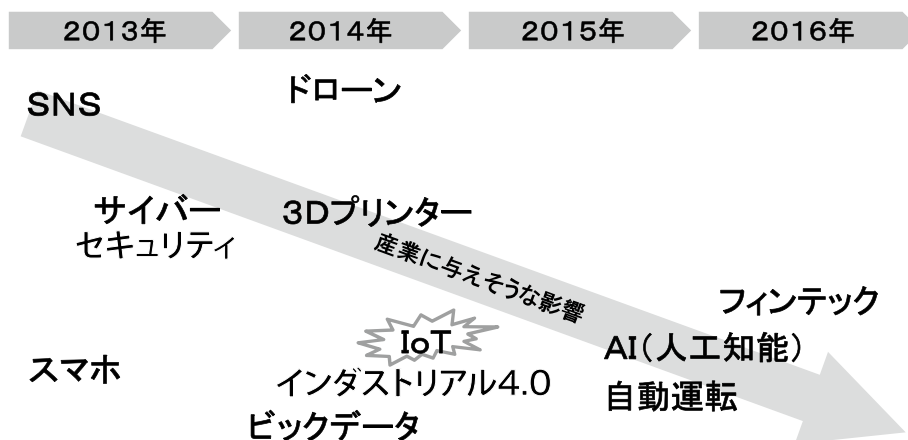 2013年
2014年
2015年
2016年
SNS
ドローン
サイバー
セキュリティ
3Dプリンター
産業に与えそうな影響
フィンテック
IoT
AI(人工知能)
スマホ
インダストリアル4.0
自動運転
ビックデータ